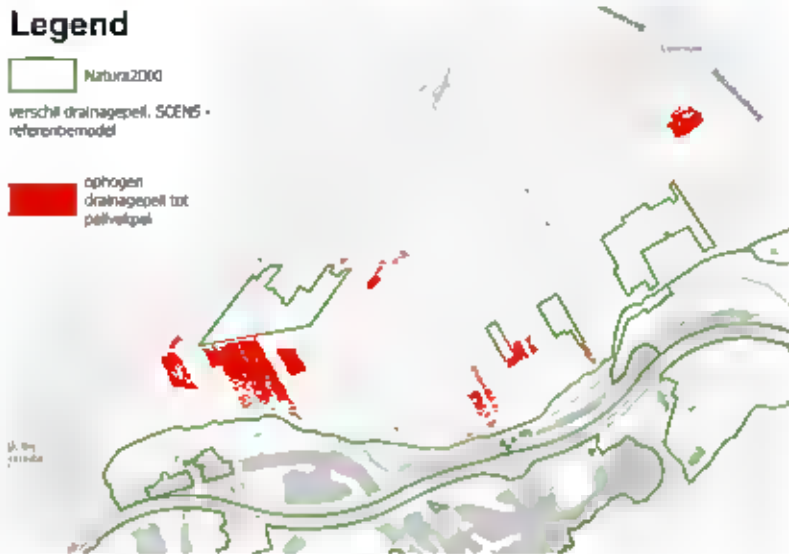 Legend
Natura2000
verschil drainagepeil. SCEN5 -
referentiemodel
ophogen
drainagepeil tot
peilvakpeil